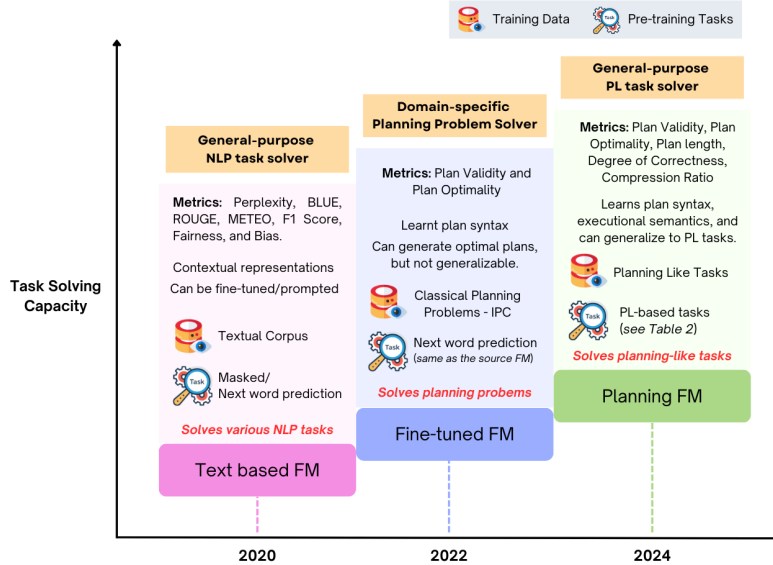 Training Data
Pre-training Tasks
Task Solving
Capacity
General-purpose
NLP task solver
Metrics: Perplexity, BLUE,
ROUGE, METEO, F1 Score,
Fairness, and Bias.
Contextual representations
Can be fine-tuned/prompted
Textual Corpus
Task
Masked/
Next word prediction
Solves various NLP tasks
Text based FM
2020
Domain-specific
Planning Problem Solver
Metrics: Plan Validity and
Plan Optimality
Learnt plan syntax
Can generate optimal plans,
but not generalizable.
Classical Planning
Problems - IPC
Task
Next word prediction
(same as the source FM)
Solves planning probems
Fine-tuned FM
2022
General-purpose
PL task solver
Metrics: Plan Validity, Plan
Optimality, Plan length,
Degree of Correctness,
Compression Ratio
Learns plan syntax,
executional semantics, and
can generalize to PL tasks.
Planning Like Tasks
Task
PL-based tasks
(see Table 2)
Solves planning-like tasks
Planning FM
2024